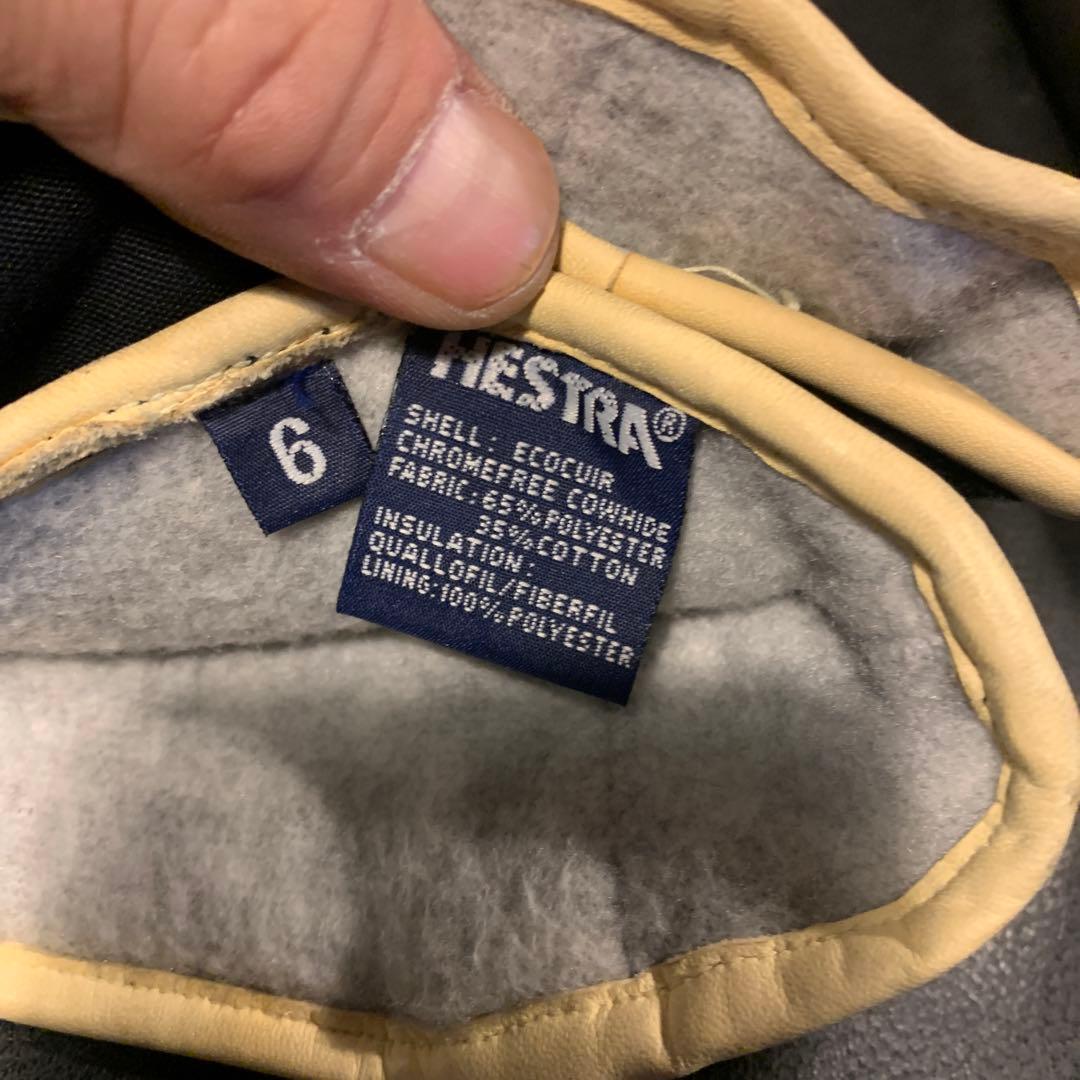 HESTRA®
SHELL: ECOCUIR
CHROMEFREE COWHIDE
FABRIC: 65% POLYESTER
35% COTTON
INSULATION:
QUALLOFIL/FIBERFIL
LINING: 100% POLYESTER
6